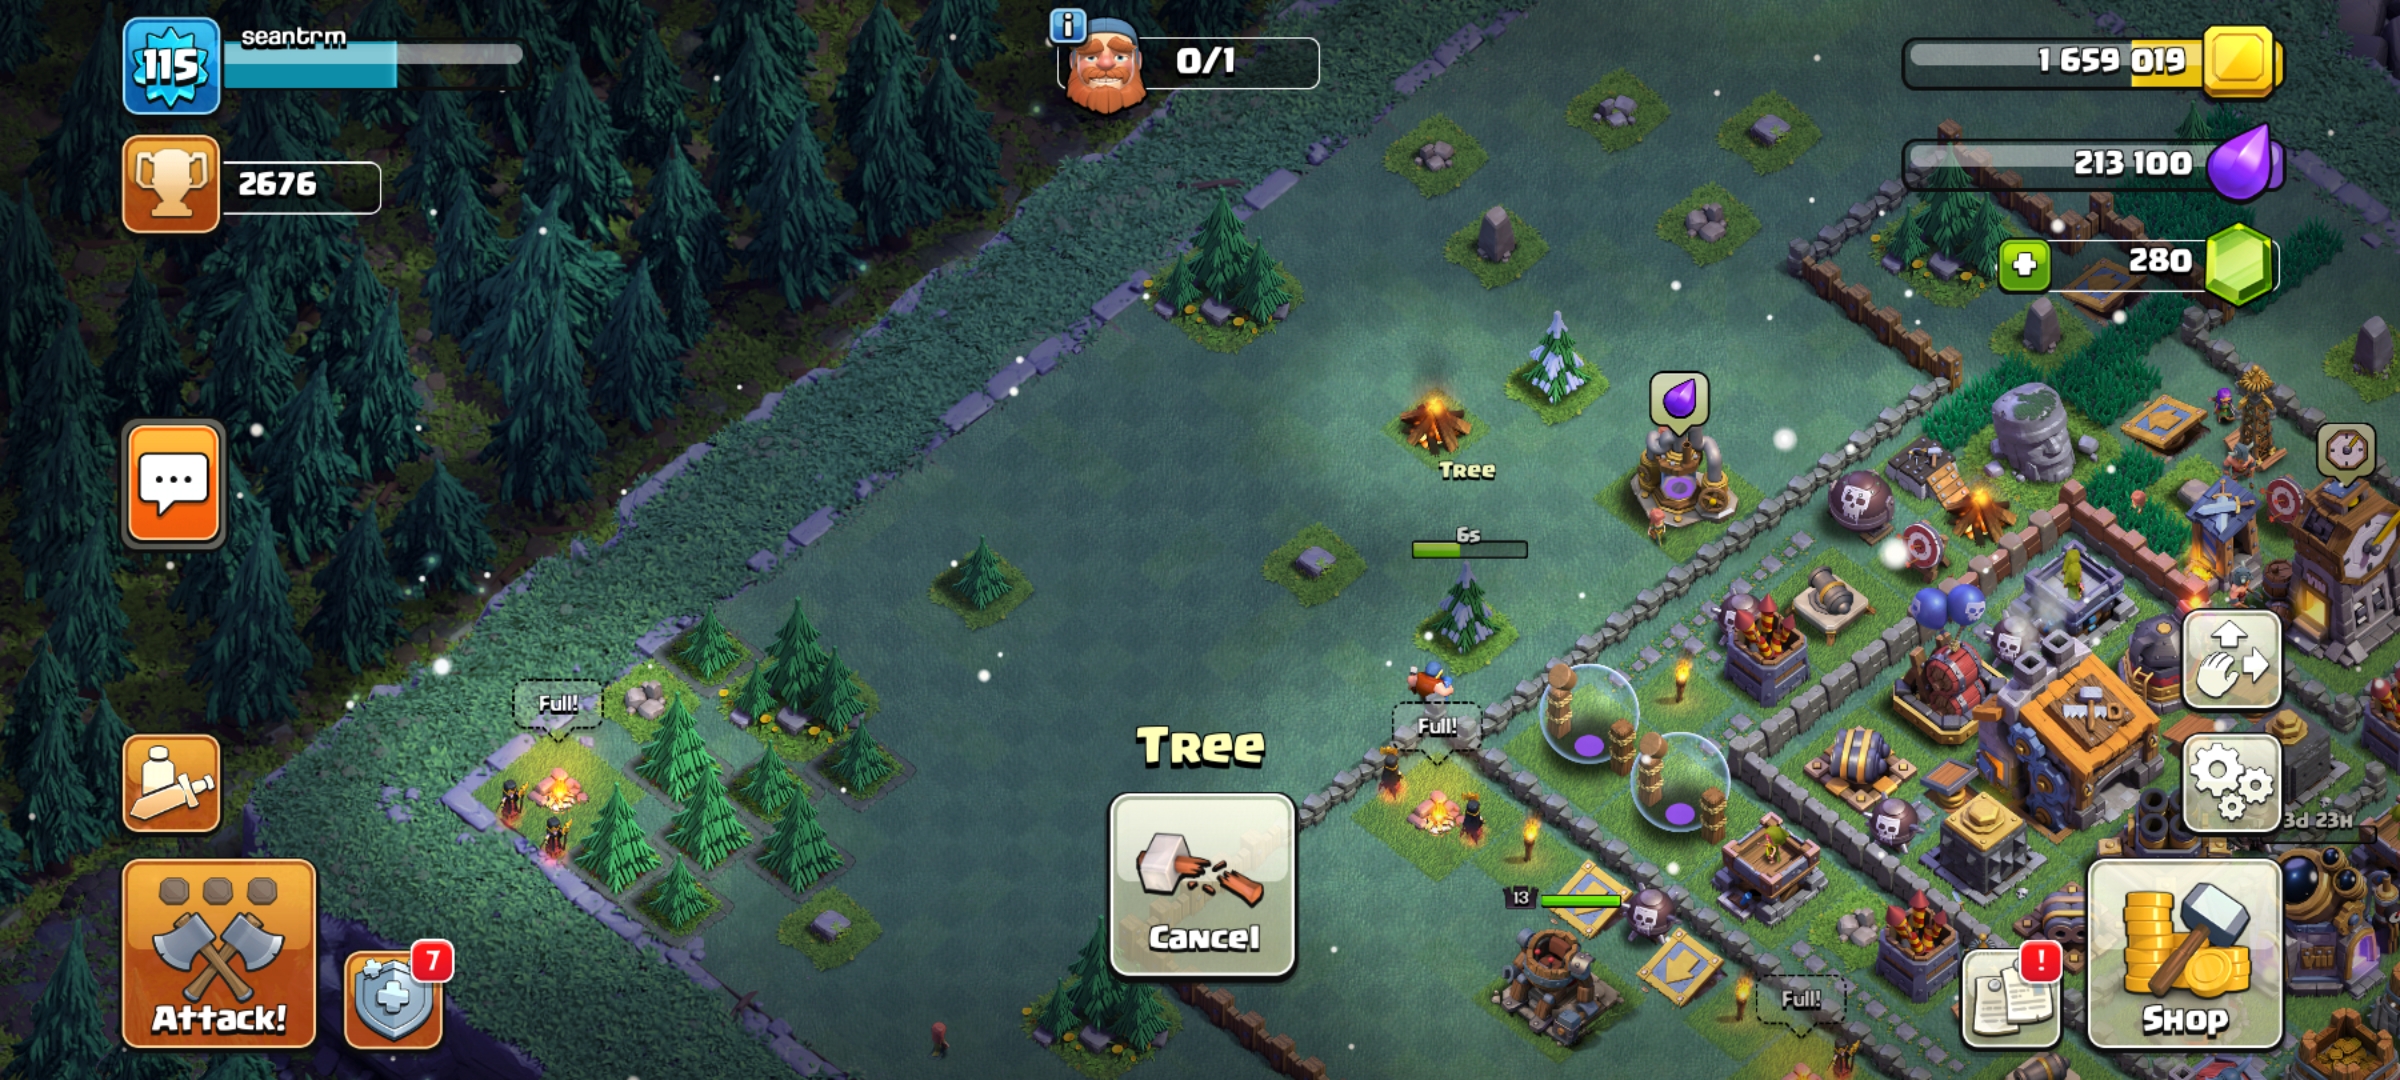 115
seantrm
i
0/1
1 659 019
2676
213 100
280
Tree
6s
Full!
Full!
Tree
Cancel
13
3d 23h
Full!
7
!
Attack!
Shop